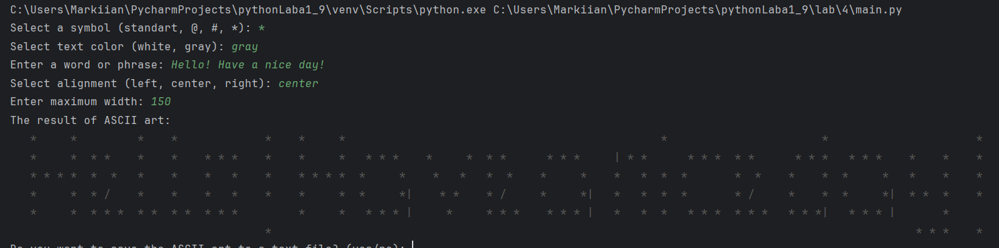 C:\Users\Markiian\PycharmProjects\pythonLaba1_9\venv\Scripts\python.exe C:\Users\Markiian\PycharmProjects\pythonLaba1_9\lab\4\main.py
Select a symbol (standart, @, #, *): *
Select text color (white, gray): gray
Enter a word or phrase: Hello! Have a nice day!
Select alignment (left, center, right): center
Enter maximum width: 150
The result of ASCII art:
   *     *         *    *             *    *     *                                               *                       *                      *
   *     *  * *    *    *    * * *    *    *     *   * * *    *     *  * *      * * *     | * *      * * *  * *      * * *   * * *    *    *    *
   * * * *  *  *   *    *    *   *    *    * * * *  *     *    *   *   *  *    *     *    *   *  *  *       *  *    *    *  *     *   *    *    *
   *     *  * /    *    *    *   *    *    *     *  *     *|    * *    * /     *     *|   *   *  *  *       * /     *    *  *     *|  * *  *    *
   *     *  * * *  * *  * *  * * *         *     *   * * * |     *     * * *    * * * |   *   *  *   * * *  * * *   * * *|   * * * |       *
                                      *                                                                                                * * *    *
Do you want to save the ASCII art to a text file? (yes/no):